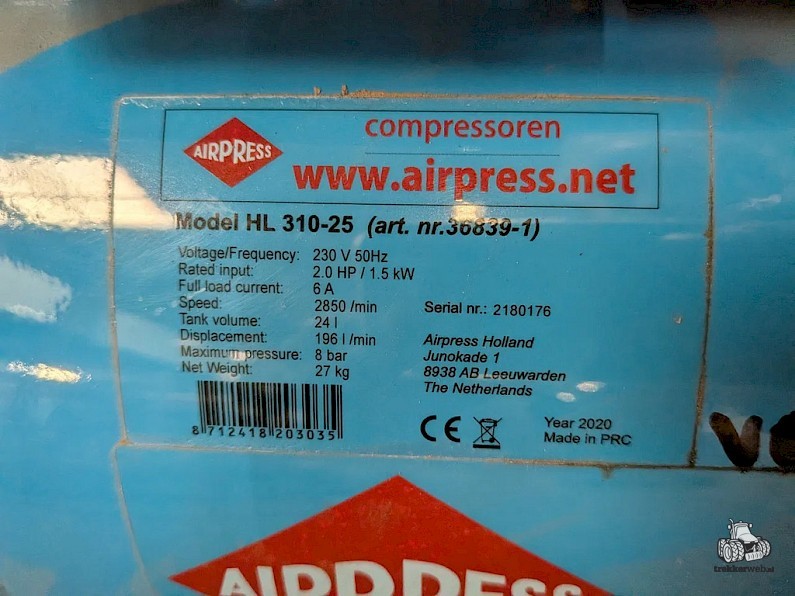 AIRPRESS
compressoren
www.airpress.net
Model HL 310-25 (art. nr.36839-1)
Voltage/Frequency: 230 V 50Hz
Rated input: 2.0 HP / 1.5 kW
Full load current: 6 A
Speed: 2850 /min
Tank volume: 24 l
Displacement: 196 l /min
Maximum pressure: 8 bar
Net Weight: 27 kg
Serial nr.: 2180176
Airpress Holland
Junokade 1
8938 AB Leeuwarden
The Netherlands
8 712418 203035
CE
Year 2020
Made in PRC
AIRPRESS
trekkerweb.nl